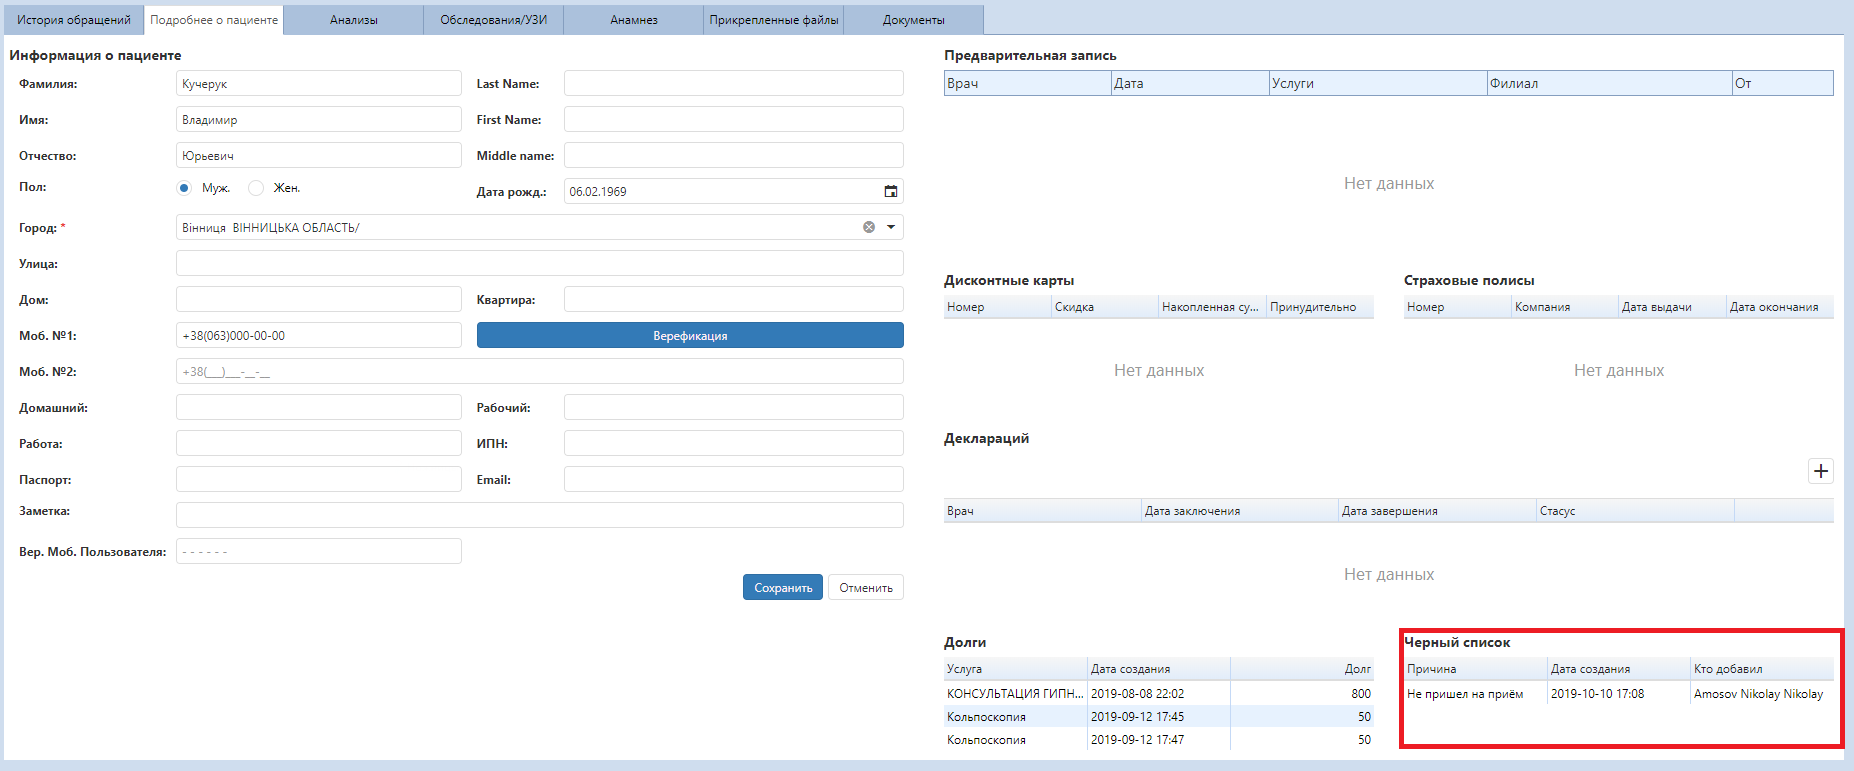 История обращений Подробнее о пациенте Анализы Обследования/УЗИ Анамнез Прикрепленные файлы Документы
Информация о пациенте
Фамилия: Кучерук Last Name:
Имя: Владимир First Name:
Отчество: Юрьевич Middle name:
Пол: Муж. Жен. Дата рожд.: 06.02.1969
Город: * Вінниця ВІННИЦЬКА ОБЛАСТЬ/
Улица:
Дом: Квартира:
Моб. №1: +38(063)000-00-00 Верефикация
Моб. №2: +38(___)___-__-__
Домашний: Рабочий:
Работа: ИПН:
Паспорт: Email:
Заметка:
Вер. Моб. Пользователя: - - - - - -
Сохранить Отменить
Предварительная запись
Врач Дата Услуги Филиал От
Нет данных
Дисконтные карты
Номер Скидка Накопленная су... Принудительно
Нет данных
Страховые полисы
Номер Компания Дата выдачи Дата окончания
Нет данных
Деклараций
+
Врач Дата заключения Дата завершения Стасус
Нет данных
Долги
Услуга Дата создания Долг
КОНСУЛЬТАЦИЯ ГИПН... 2019-08-08 22:02 800
Кольпоскопия 2019-09-12 17:45 50
Кольпоскопия 2019-09-12 17:47 50
Черный список
Причина Дата создания Кто добавил
Не пришел на приём 2019-10-10 17:08 Amosov Nikolay Nikolay